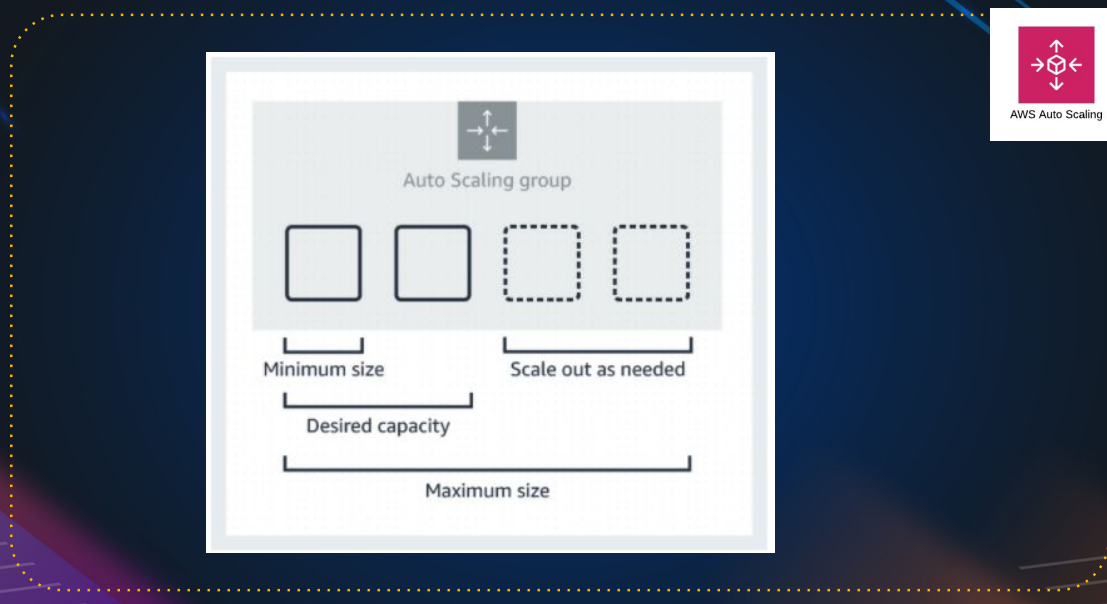 AWS Auto Scaling
Auto Scaling group
Minimum size
Scale out as needed
Desired capacity
Maximum size